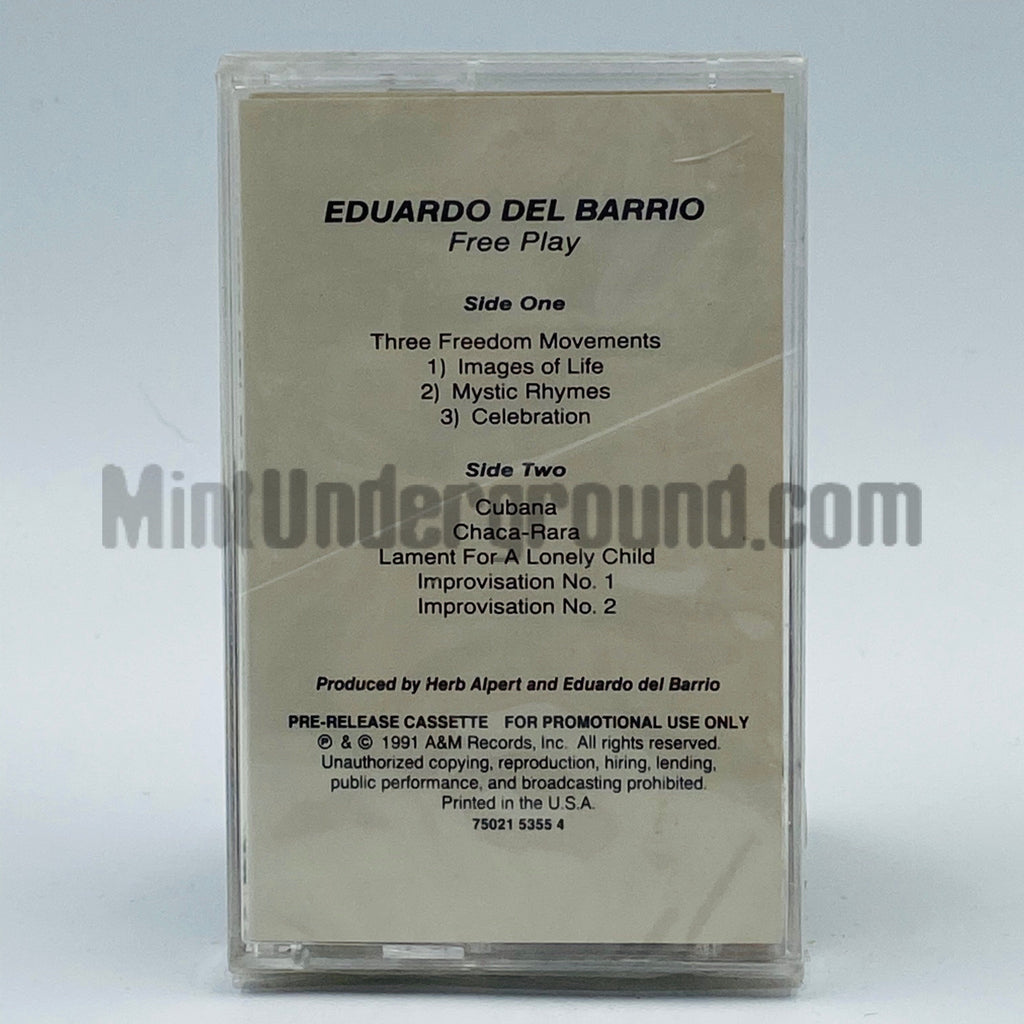 EDUARDO DEL BARRIO
Free Play
Side One
Three Freedom Movements
1) Images of Life
2) Mystic Rhymes
3) Celebration
Side Two
MintUnderground.com
Cubana
Chaca-Rara
Lament For A Lonely Child
Improvisation No. 1
Improvisation No. 2
Produced by Herb Alpert and Eduardo del Barrio
PRE-RELEASE CASSETTE FOR PROMOTIONAL USE ONLY
℗ & © 1991 A&M Records, Inc. All rights reserved.
Unauthorized copying, reproduction, hiring, lending,
public performance, and broadcasting prohibited.
Printed in the U.S.A.
75021 5355 4